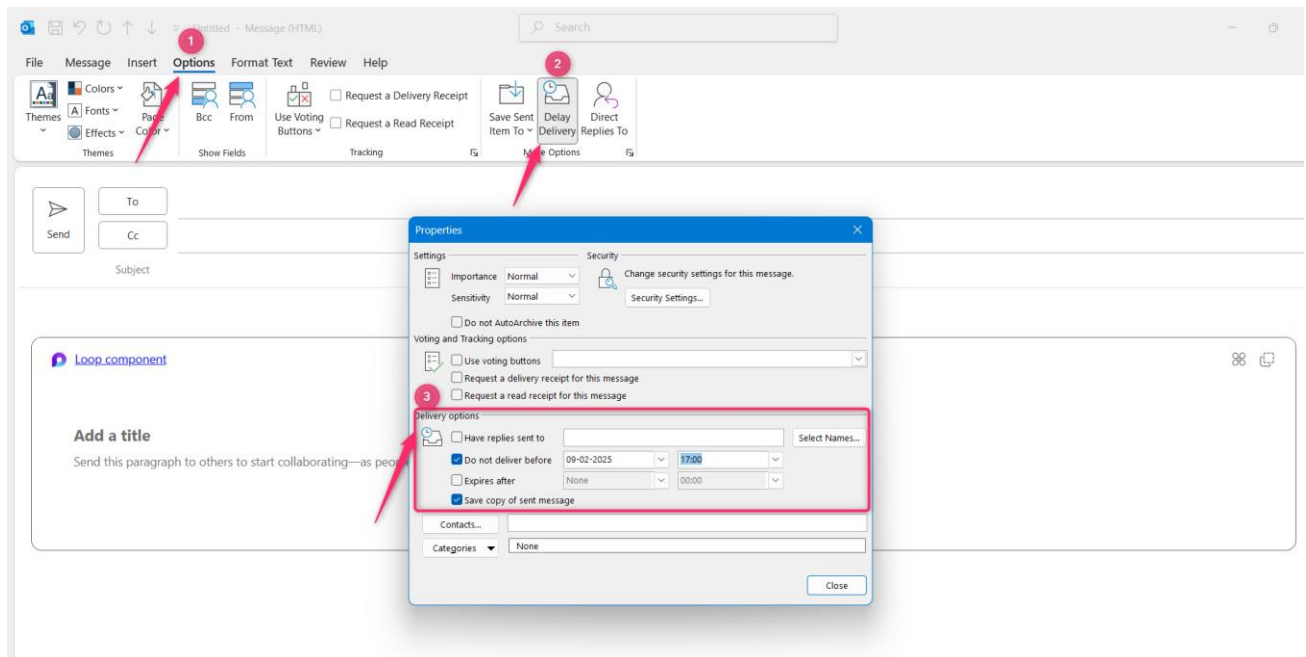 Untitled - Message (HTML)
Search
1
File Message Insert Options Format Text Review Help
2
Themes
Colors
Fonts
Effects
Page Color
Themes
Bcc
From
Show Fields
Use Voting Buttons
Request a Delivery Receipt
Request a Read Receipt
Tracking
Save Sent Item To
Delay Delivery
Direct Replies To
Options
Send
To
Cc
Subject
Loop component
Add a title
Send this paragraph to others to start collaborating—as
Properties
Settings
Security
Importance Normal
Change security settings for this message.
Sensitivity Normal
Security Settings...
Do not AutoArchive this item
Voting and Tracking options
Use voting buttons
Request a delivery receipt for this message
Request a read receipt for this message
3
Delivery options
Have replies sent to
Select Names...
Do not deliver before 09-02-2025 17:00
Expires after None 00:00
Save copy of sent message
Contacts...
Categories None
Close